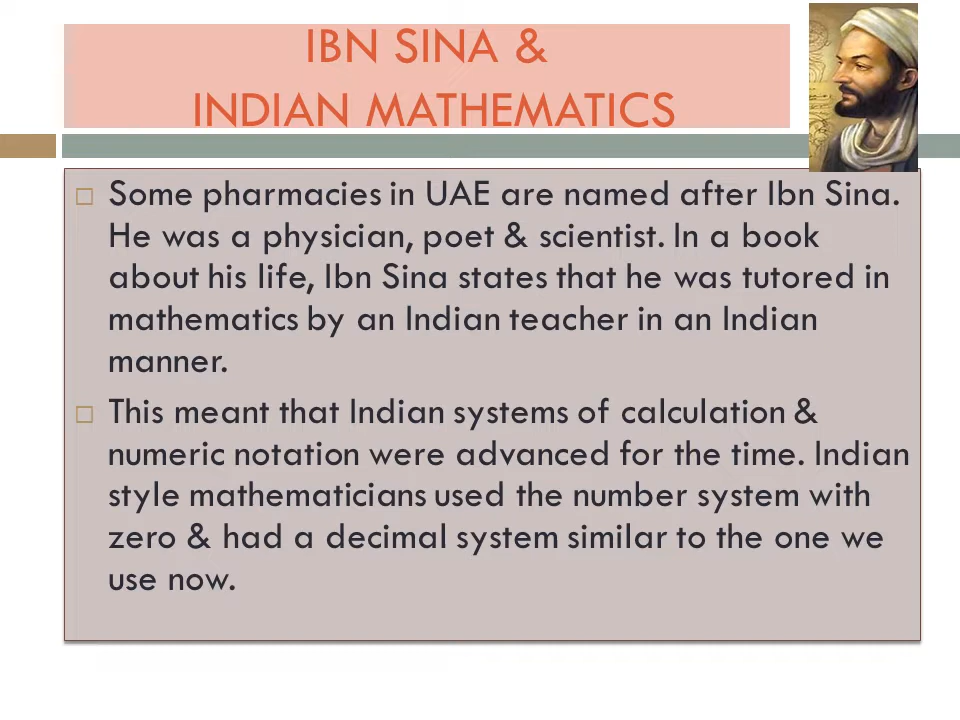 IBN SINA &
INDIAN MATHEMATICS
Some pharmacies in UAE are named after Ibn Sina.
He was a physician, poet & scientist. In a book
about his life, Ibn Sina states that he was tutored in
mathematics by an Indian teacher in an Indian
manner.
This meant that Indian systems of calculation &
numeric notation were advanced for the time. Indian
style mathematicians used the number system with
zero & had a decimal system similar to the one we
use now.